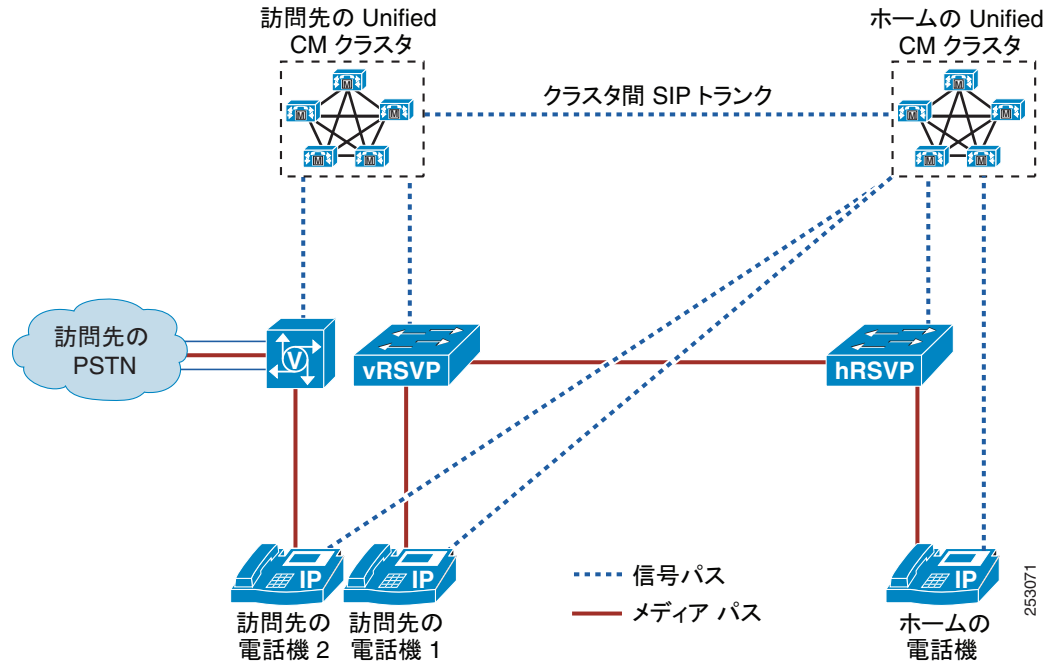 訪問先の Unified
CM クラスタ
ホームの Unified
CM クラスタ
クラスタ間 SIP トランク
M
M
M
M
M
M
M
M
M
M
訪問先の
PSTN
V
vRSVP
hRSVP
IP
IP
IP
訪問先の
電話機 2
訪問先の
電話機 1
信号パス
メディア パス
ホームの
電話機
253071